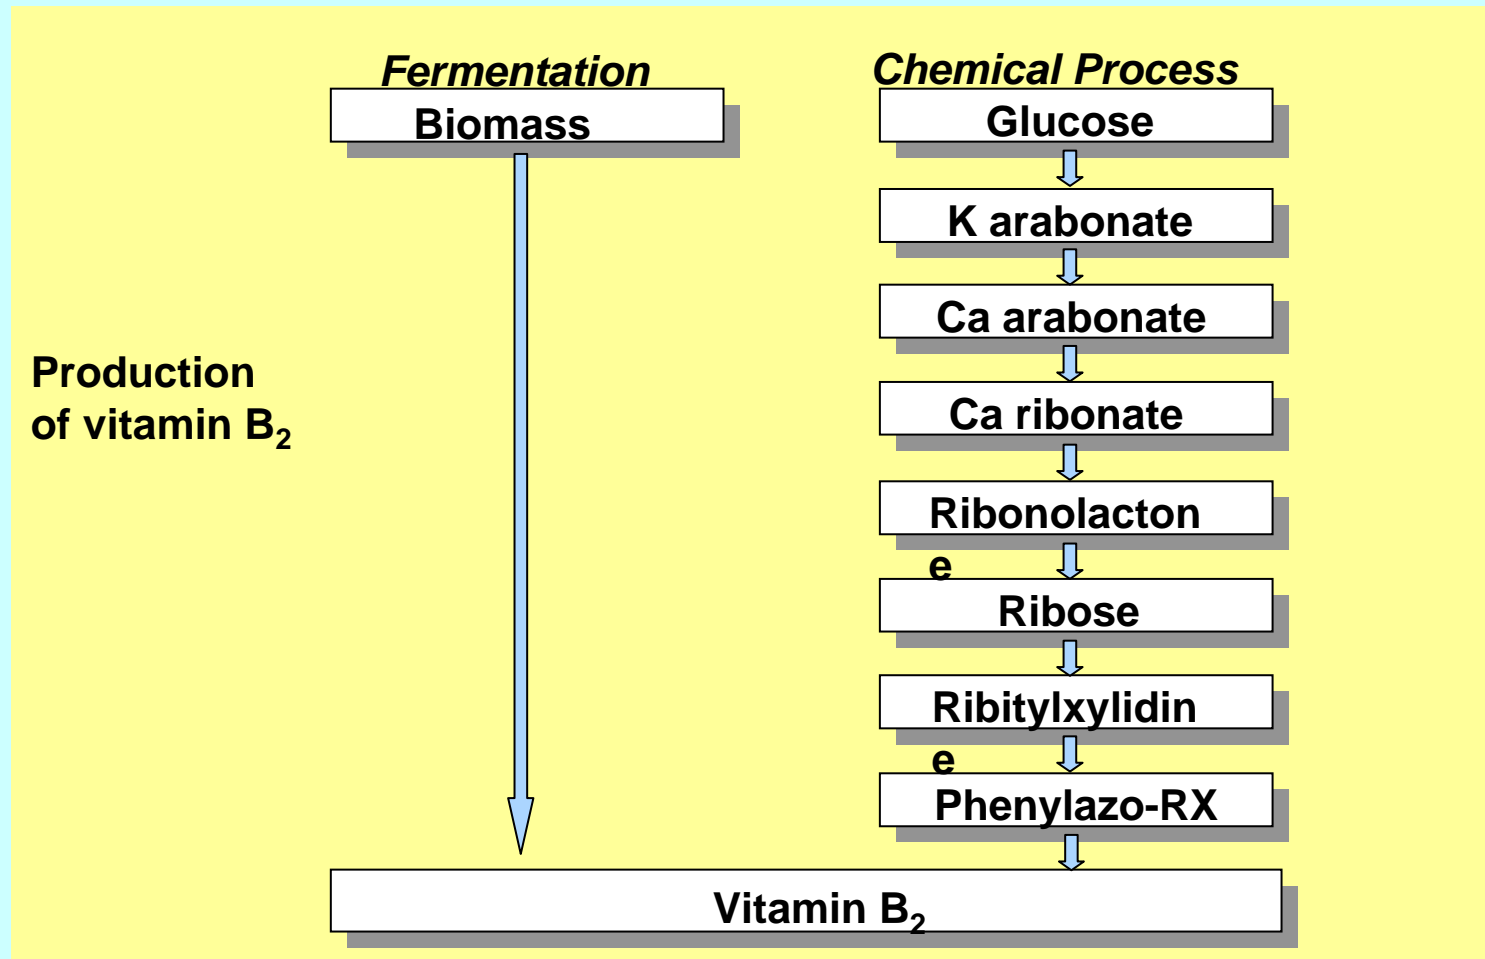 Fermentation
Chemical Process
Biomass
Glucose
K arabonate
Ca arabonate
Production
of vitamin B₂
Ca ribonate
Ribonolacton
e
Ribose
Ribitylxylidin
e
Phenylazo-RX
Vitamin B₂